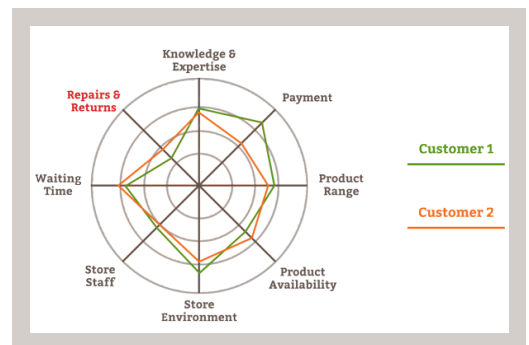 Knowledge &
Expertise
Repairs &
Returns
Payment
Customer 1
Waiting
Time
Product
Range
Customer 2
Store
Staff
Product
Availability
Store
Environment